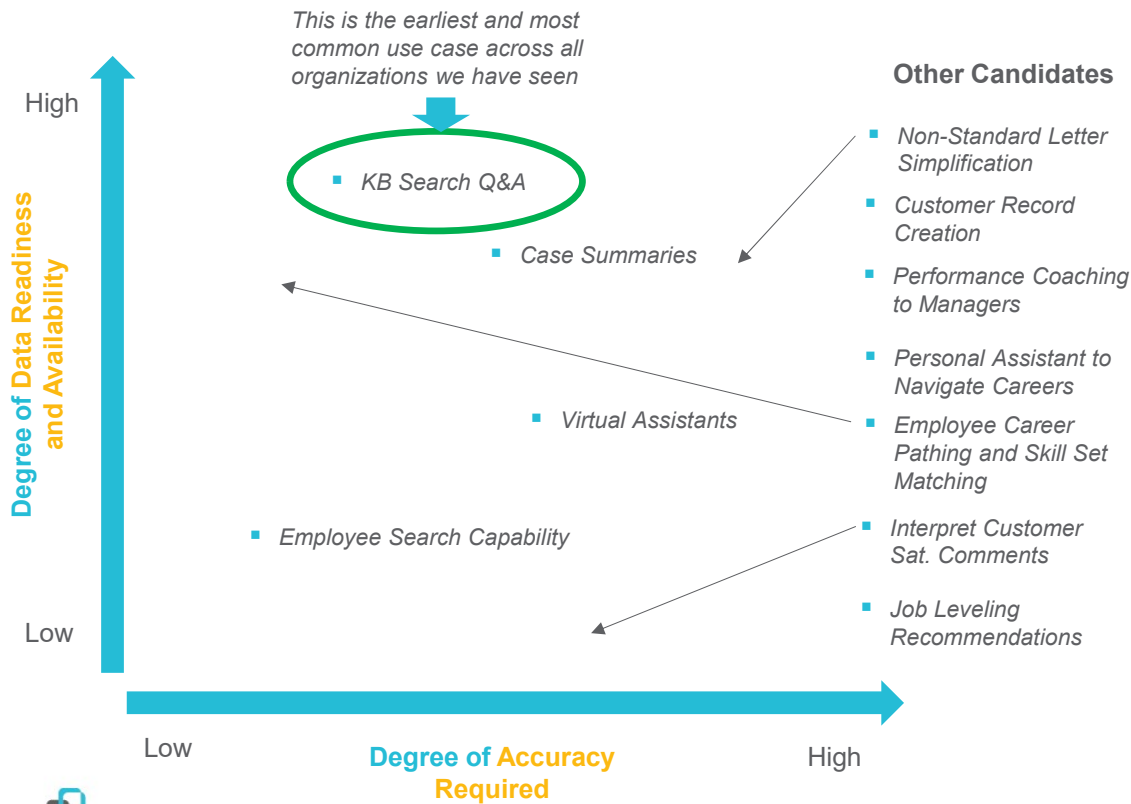 This is the earliest and most
common use case across all
organizations we have seen
High
Other Candidates
▪ Non-Standard Letter
Simplification
▪ KB Search Q&A
▪ Customer Record
Creation
▪ Case Summaries
▪ Performance Coaching
to Managers
▪ Personal Assistant to
Navigate Careers
▪ Virtual Assistants
▪ Employee Career
Pathing and Skill Set
Matching
▪ Employee Search Capability
▪ Interpret Customer
Sat. Comments
▪ Job Leveling
Recommendations
Degree of Data Readiness
and Availability
Low
Low
Degree of Accuracy
Required
High